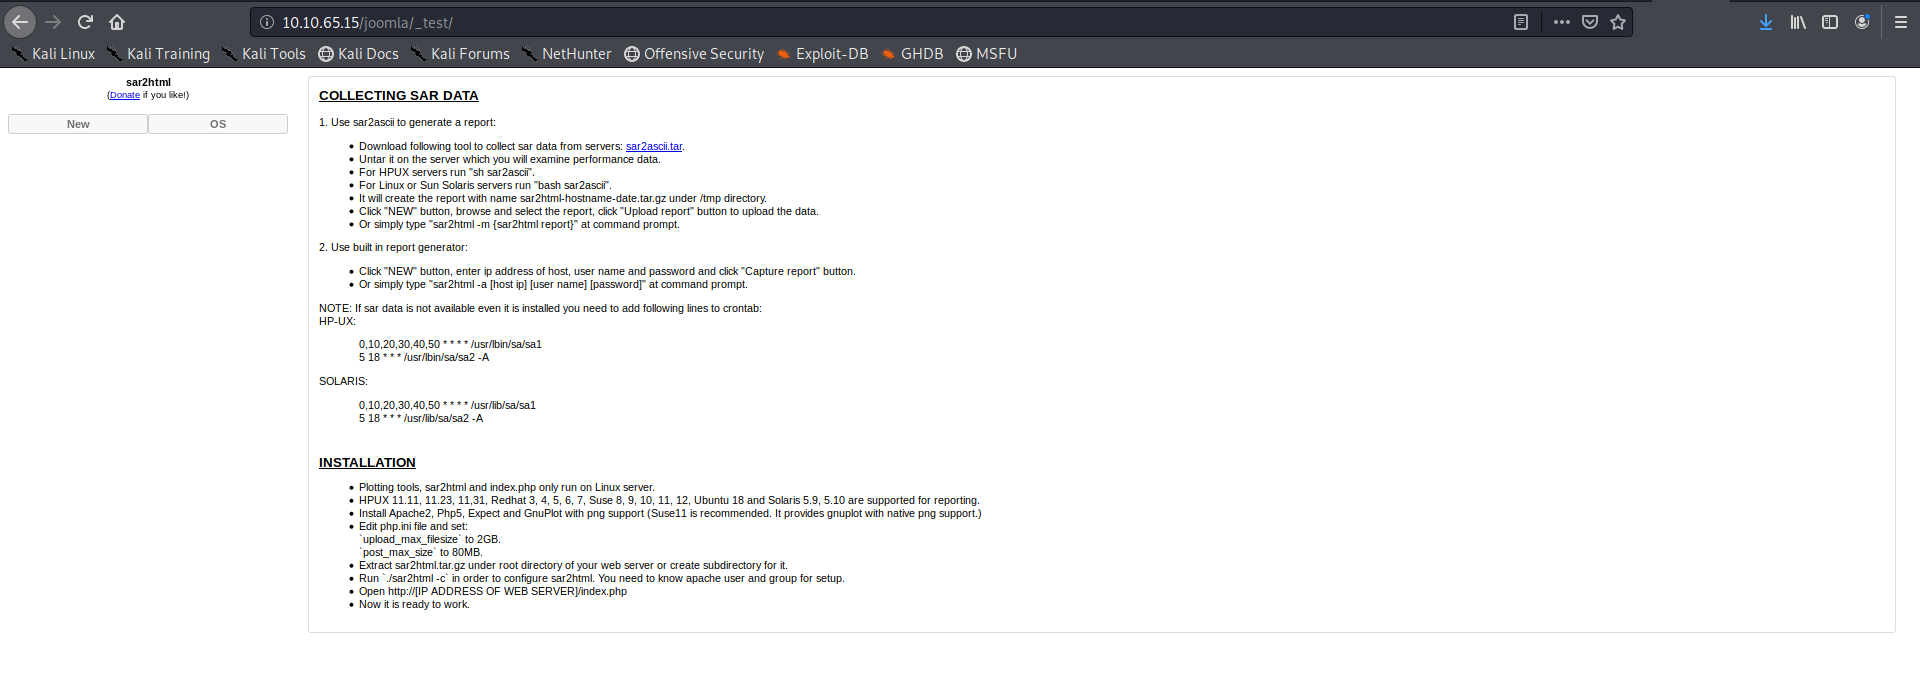 10.10.65.15/joomla/_test/
Kali Linux Kali Training Kali Tools Kali Docs Kali Forums NetHunter Offensive Security Exploit-DB GHDB MSFU
sar2html
(Donate if you like!)
New OS
COLLECTING SAR DATA
1. Use sar2ascii to generate a report:
• Download following tool to collect sar data from servers: sar2ascii.tar.
• Untar it on the server which you will examine performance data.
• For HPUX servers run "sh sar2ascii".
• For Linux or Sun Solaris servers run "bash sar2ascii".
• It will create the report with name sar2html-hostname-date.tar.gz under /tmp directory.
• Click "NEW" button, browse and select the report, click "Upload report" button to upload the data.
• Or simply type "sar2html -m {sar2html report}" at command prompt.
2. Use built in report generator:
• Click "NEW" button, enter ip address of host, user name and password and click "Capture report" button.
• Or simply type "sar2html -a [host ip] [user name] [password]" at command prompt.
NOTE: If sar data is not available even it is installed you need to add following lines to crontab:
HP-UX:
0,10,20,30,40,50 * * * * /usr/lbin/sa/sa1
5 18 * * * /usr/lbin/sa/sa2 -A
SOLARIS:
0,10,20,30,40,50 * * * * /usr/lib/sa/sa1
5 18 * * * /usr/lib/sa/sa2 -A
INSTALLATION
• Plotting tools, sar2html and index.php only run on Linux server.
• HPUX 11.11, 11.23, 11,31, Redhat 3, 4, 5, 6, 7, Suse 8, 9, 10, 11, 12, Ubuntu 18 and Solaris 5.9, 5.10 are supported for reporting.
• Install Apache2, Php5, Expect and GnuPlot with png support (Suse11 is recommended. It provides gnuplot with native png support.)
• Edit php.ini file and set:
`upload_max_filesize` to 2GB.
`post_max_size` to 80MB.
• Extract sar2html.tar.gz under root directory of your web server or create subdirectory for it.
• Run `./sar2html -c` in order to configure sar2html. You need to know apache user and group for setup.
• Open http://[IP ADDRESS OF WEB SERVER]/index.php
• Now it is ready to work.